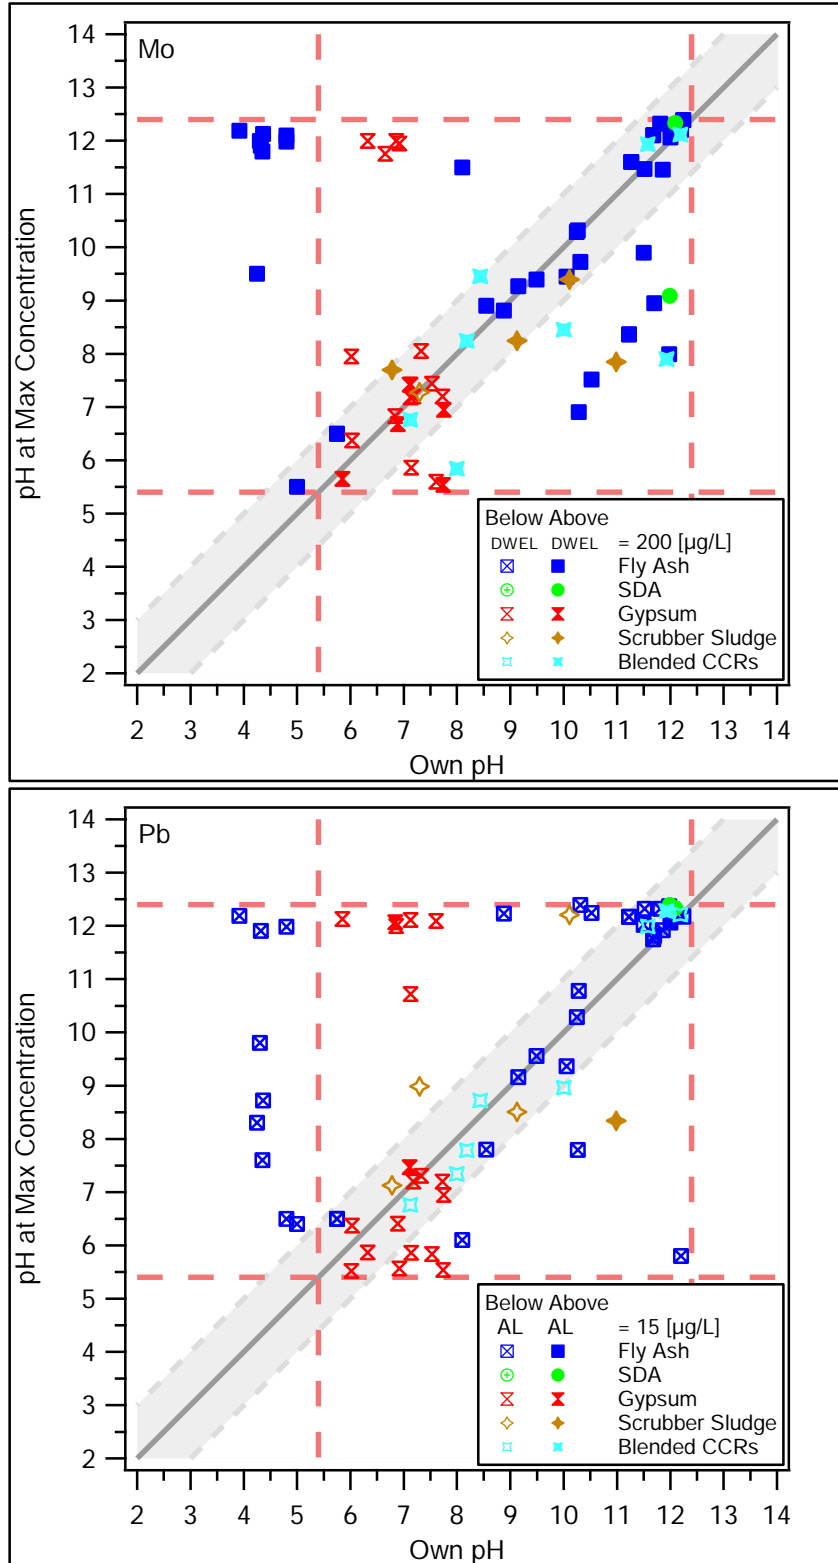 Mo
14
13
12
11
10
9
8
7
6
5
4
3
2
pH at Max Concentration
Below Above
DWEL DWEL = 200 [µg/L]
Fly Ash
SDA
Gypsum
Scrubber Sludge
Blended CCRs
2 3 4 5 6 7 8 9 10 11 12 13 14
Own pH
Pb
14
13
12
11
10
9
8
7
6
5
4
3
2
pH at Max Concentration
Below Above
AL AL = 15 [µg/L]
Fly Ash
SDA
Gypsum
Scrubber Sludge
Blended CCRs
2 3 4 5 6 7 8 9 10 11 12 13 14
Own pH